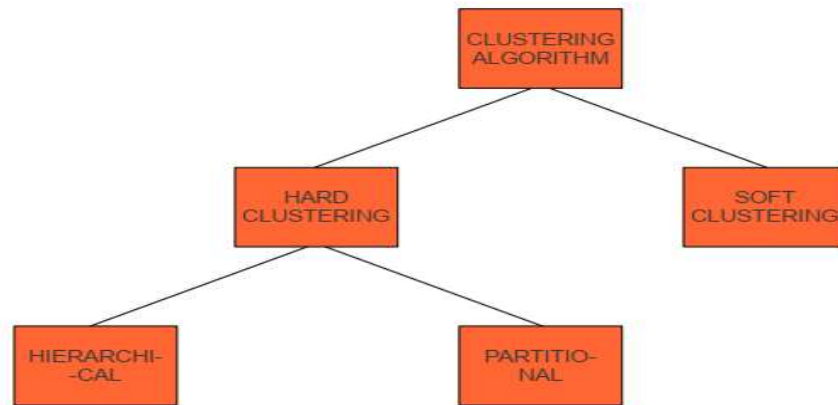 CLUSTERING
ALGORITHM
HARD
CLUSTERING
SOFT
CLUSTERING
HIERARCHI-
-CAL
PARTITIO-
NAL